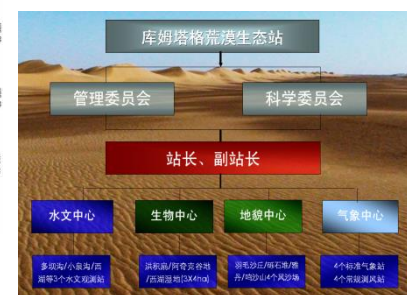 库姆塔格荒漠生态站
管理委员会
科学委员会
站长、副站长
水文中心
生物中心
地貌中心
气象中心
多坝沟/小泉沟/西
湖等3个水文观测站
洪积扇/阿奇克谷地
/西湖湿地(3X4ha)
羽毛沙丘/砾石堆/雅
丹/鸣沙山4个风沙场
4个标准气象站
4个常规测风站